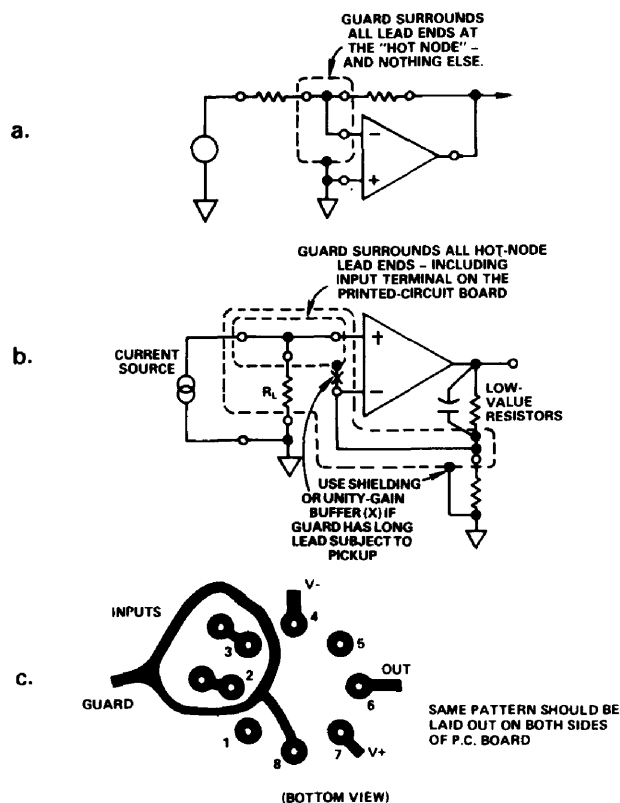 GUARD SURROUNDS
ALL LEAD ENDS AT
THE "HOT NODE" –
AND NOTHING ELSE.
a.
–
+
GUARD SURROUNDS ALL HOT-NODE
LEAD ENDS – INCLUDING
INPUT TERMINAL ON THE
PRINTED-CIRCUIT BOARD
b.
CURRENT
SOURCE
RL
+
X
–
LOW-
VALUE
RESISTORS
USE SHIELDING
OR UNITY-GAIN
BUFFER (X) IF
GUARD HAS LONG
LEAD SUBJECT TO
PICKUP
c.
INPUTS
GUARD
V-
4
3
5
2
OUT
6
1
8
7
V+
SAME PATTERN SHOULD BE
LAID OUT ON BOTH SIDES
OF P.C. BOARD
(BOTTOM VIEW)